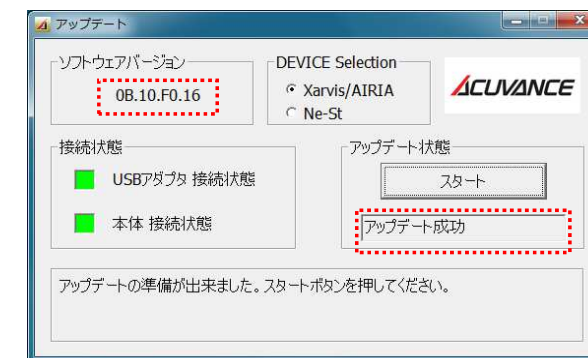 アップデート
ソフトウェアバージョン
0B.10.F0.16
DEVICE Selection
Xarvis/AIRIA
Ne-St
ACUVANCE
接続状態
USBアダプタ 接続状態
本体 接続状態
アップデート状態
スタート
アップデート成功
アップデートの準備が出来ました。スタートボタンを押してください。